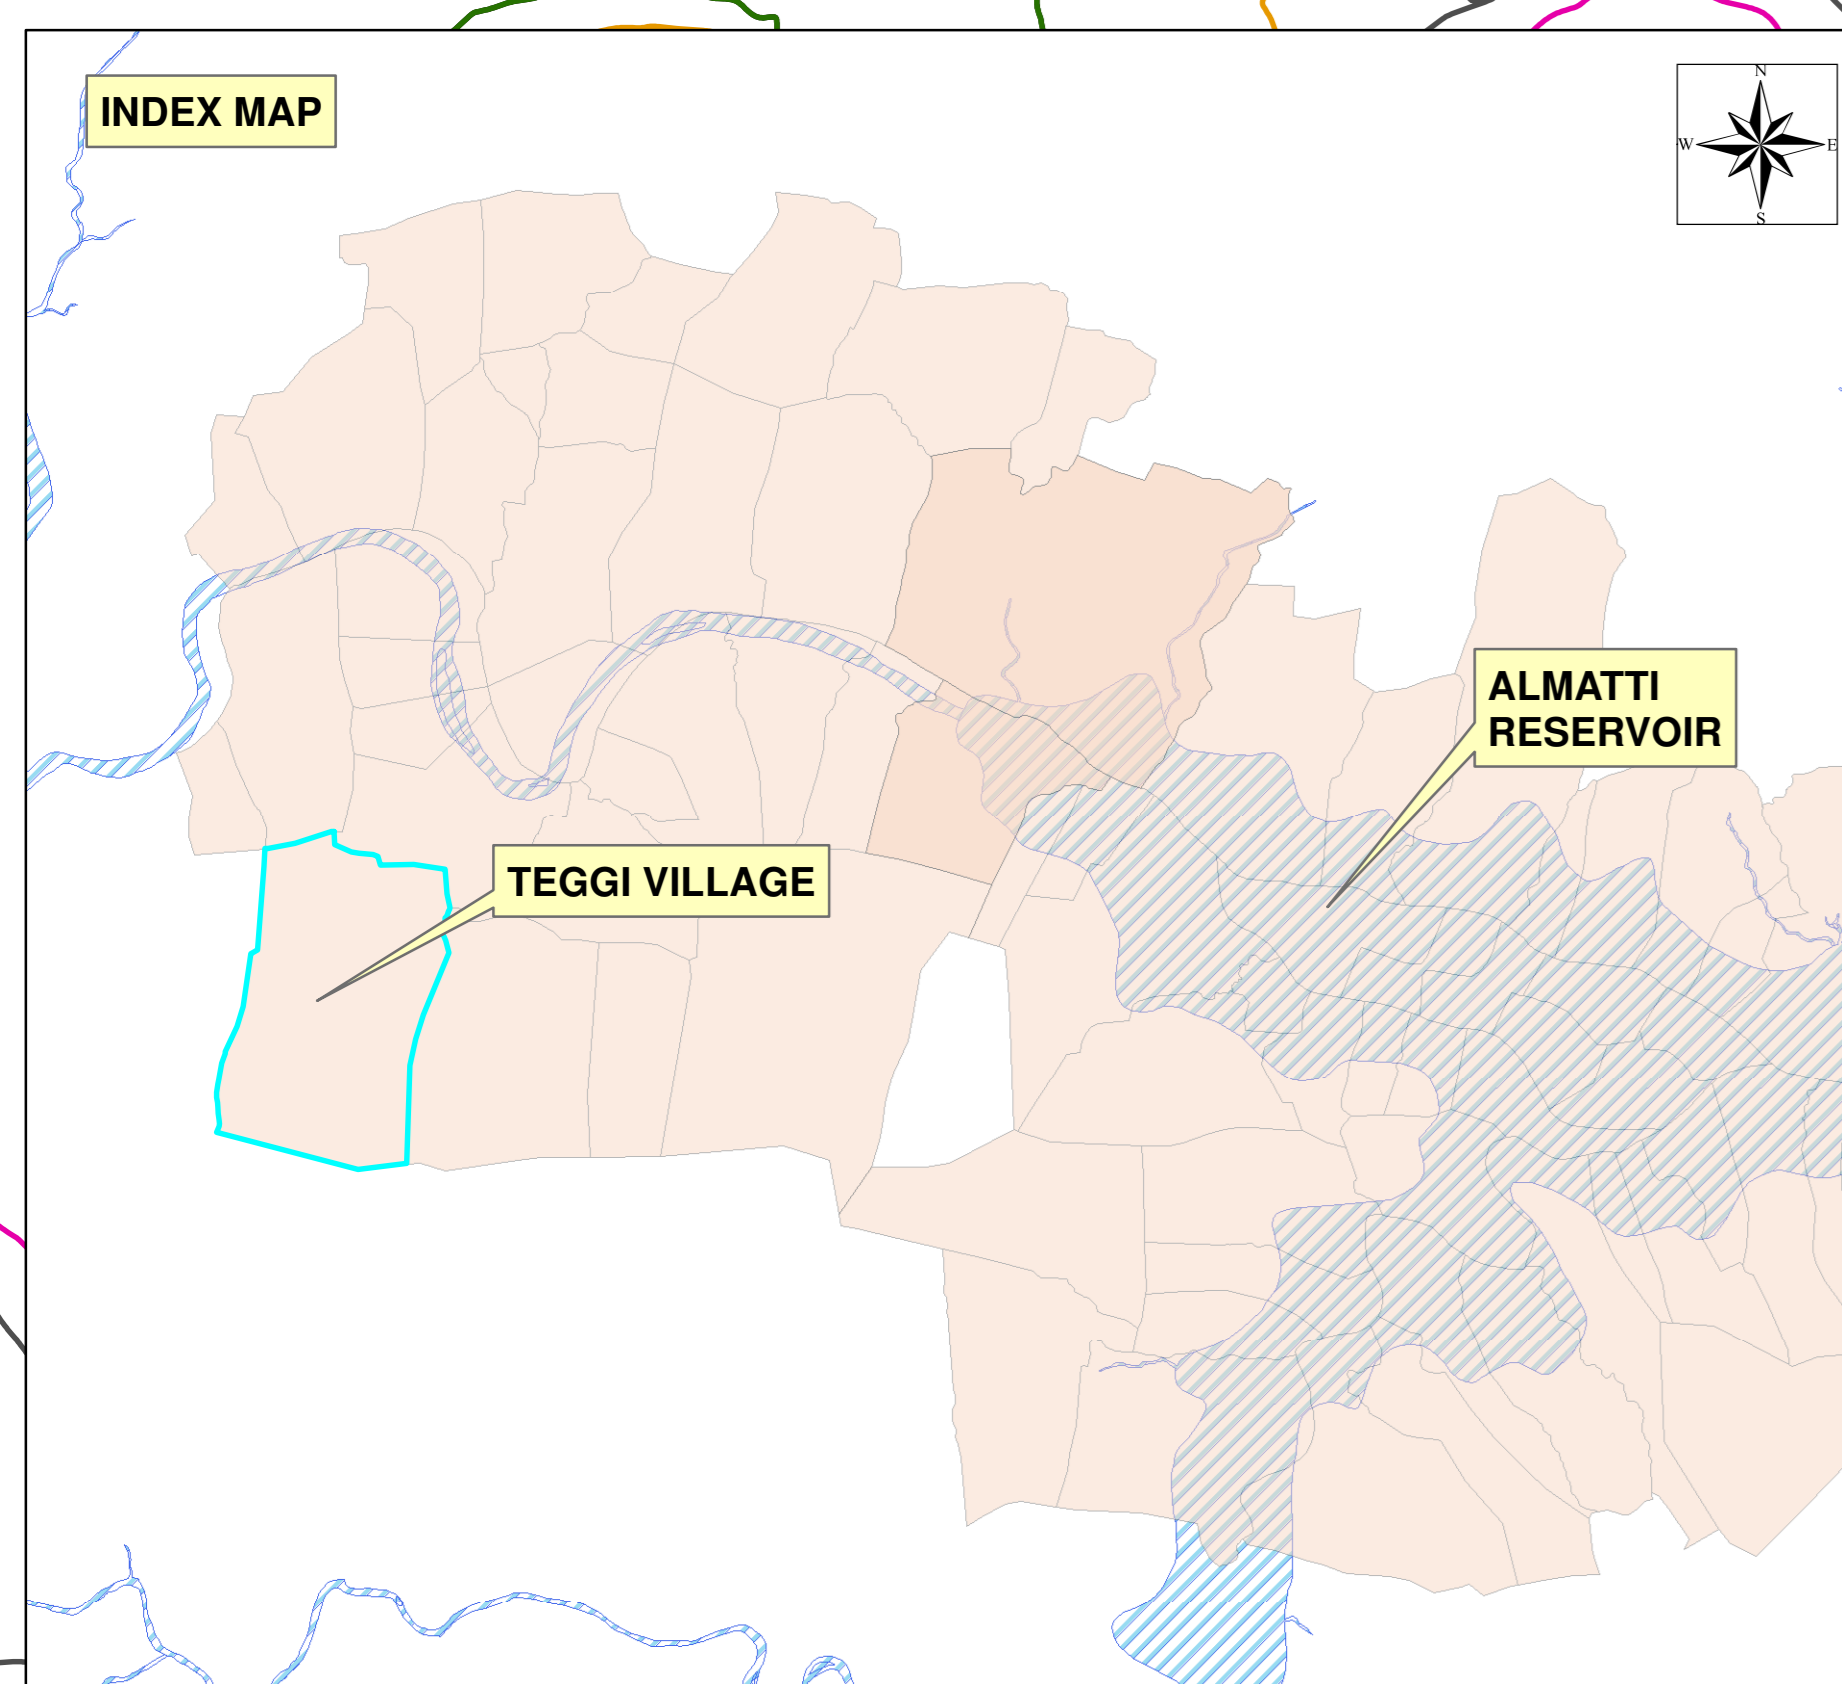 INDEX MAP
N
W
E
S
ALMATTI
RESERVOIR
TEGGI VILLAGE